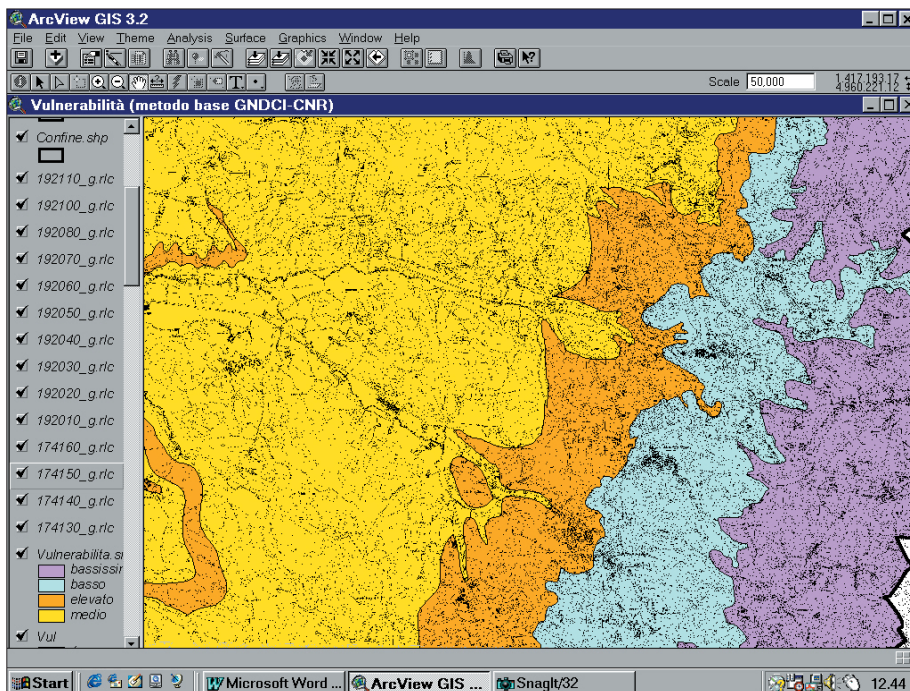 ArcView GIS 3.2
File Edit View Theme Analysis Surface Graphics Window Help
Scale 50,000
1.417.193,17
4.960.221,12
Vulnerabilità (metodo base GNDCI-CNR)
Confine.shp
192110_g.rlc
192100_g.rlc
192080_g.rlc
192070_g.rlc
192060_g.rlc
192050_g.rlc
192040_g.rlc
192030_g.rlc
192020_g.rlc
192010_g.rlc
174160_g.rlc
174150_g.rlc
174140_g.rlc
174130_g.rlc
Vulnerabilita.s
bassissi
basso
elevato
medio
Vul
Start Microsoft Word ... ArcView GIS ... SnagIt/32 12.44